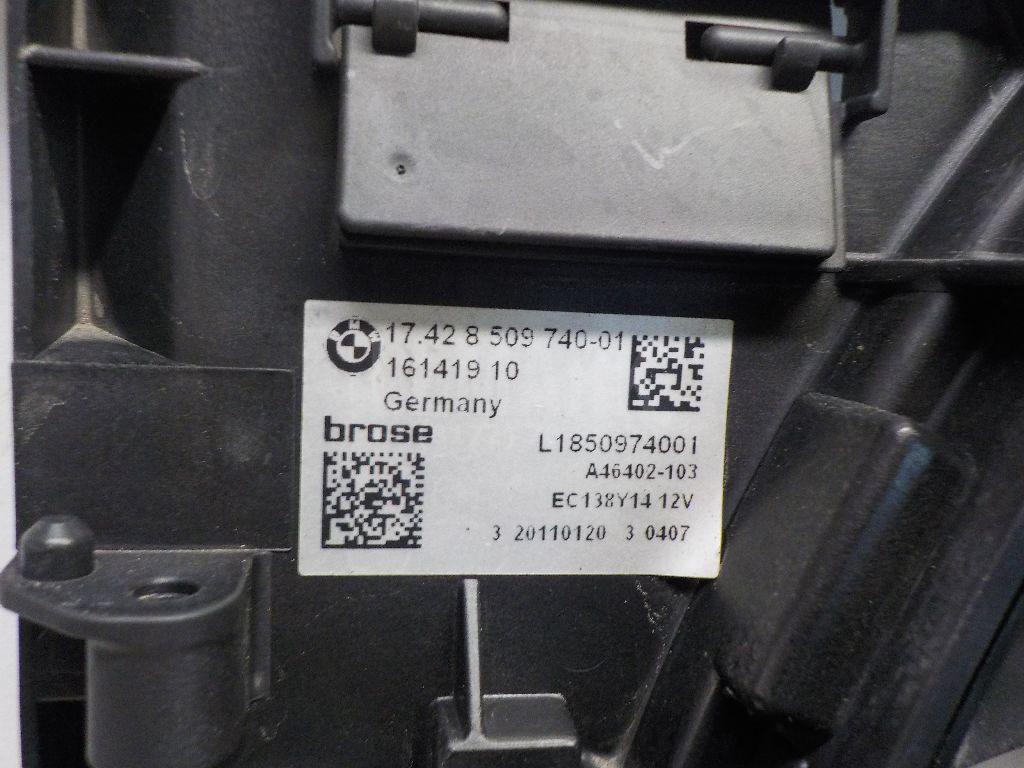 BMW
17.42 8 509 740-01
161419 10
Germany
brose
L1850974001
A46402-103
EC138Y14 12V
3 20110120 3 0407